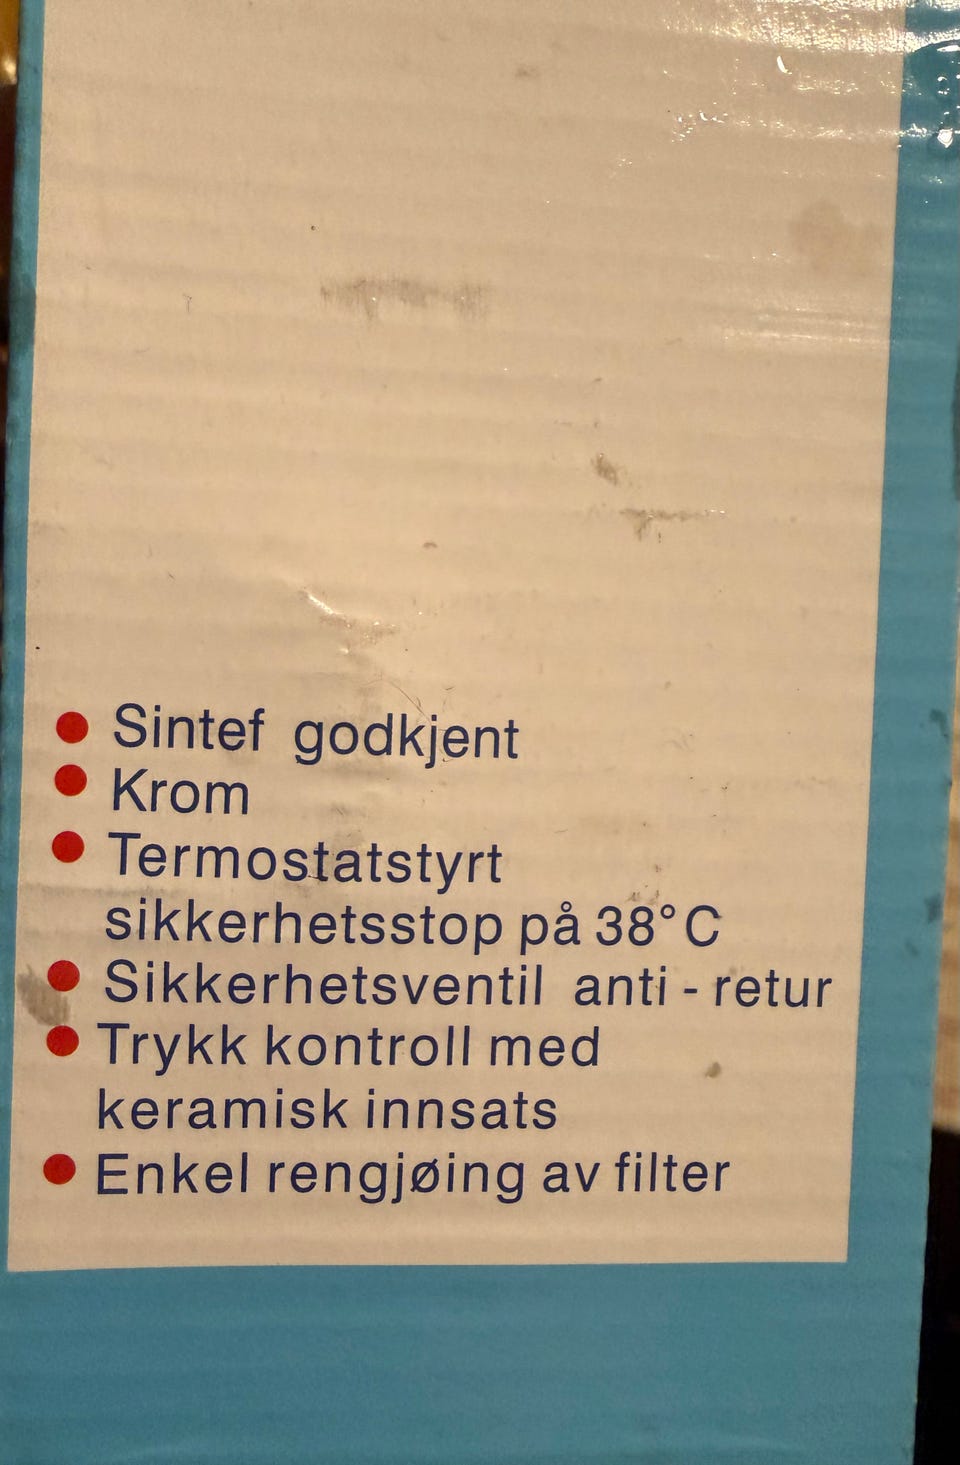 Sintef godkjent
Krom
Termostatstyrt
sikkerhetsstop på 38°C
Sikkerhetsventil anti - retur
Trykk kontroll med
keramisk innsats
Enkel rengjøing av filter